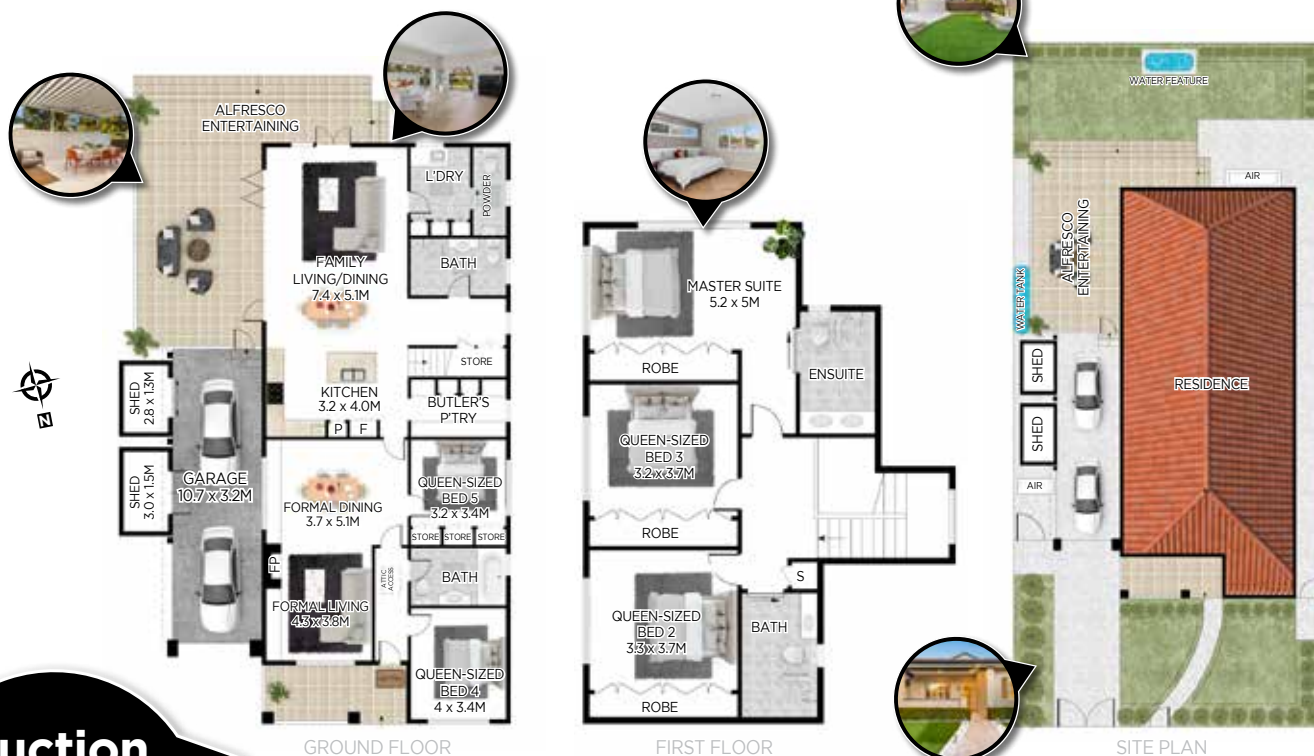 ALFRESCO
ENTERTAINING
L'DRY
POWDER
BATH
FAMILY
LIVING/DINING
7.4 x 5.1M
STORE
KITCHEN
3.2 x 4.0M
BUTLER'S
P'TRY
P
F
SHED
2.8 x 1.3M
SHED
3.0 x 1.5M
GARAGE
10.7 x 3.2M
FORMAL DINING
3.7 x 5.1M
QUEEN-SIZED
BED 5
3.2 x 3.4M
STORE
STORE
STORE
FP
ATTIC
ACCESS
BATH
FORMAL LIVING
4.3 x 3.8M
QUEEN-SIZED
BED 4
4 x 3.4M
N
GROUND FLOOR
MASTER SUITE
5.2 x 5M
ROBE
ENSUITE
QUEEN-SIZED
BED 3
3.2 x 3.7M
ROBE
S
QUEEN-SIZED
BED 2
3.3 x 3.7M
BATH
ROBE
FIRST FLOOR
WATER FEATURE
AIR
ALFRESCO
ENTERTAINING
WATER TANK
SHED
SHED
RESIDENCE
AIR
SITE PLAN
uction